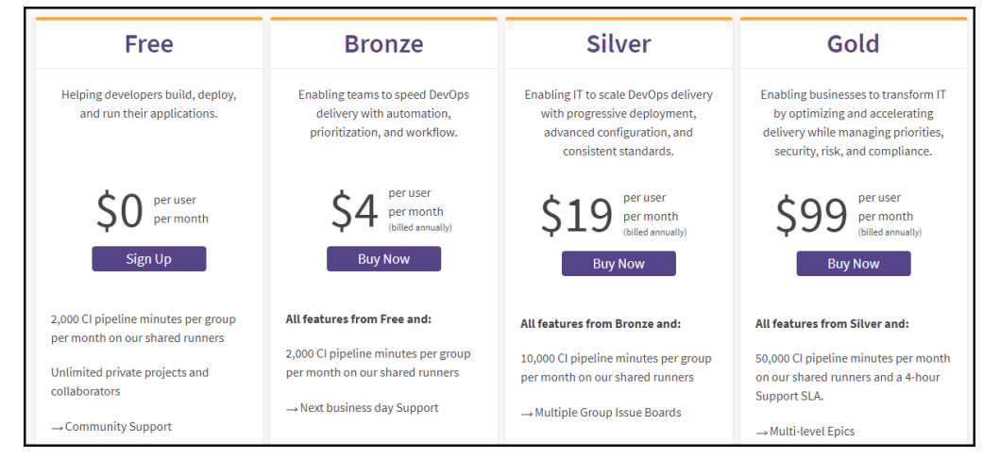 Free
Helping developers build, deploy,
and run their applications.
$0
per user
per month
Sign Up
2,000 CI pipeline minutes per group
per month on our shared runners
Unlimited private projects and
collaborators
→Community Support
Bronze
Enabling teams to speed DevOps
delivery with automation,
prioritization, and workflow.
$4
per user
per month
(billed annually)
Buy Now
All features from Free and:
2,000 CI pipeline minutes per group
per month on our shared runners
→Next business day Support
Silver
Enabling IT to scale DevOps delivery
with progressive deployment,
advanced configuration, and
consistent standards.
$19
per user
per month
(billed annually)
Buy Now
All features from Bronze and:
10,000 CI pipeline minutes per group
per month on our shared runners
→Multiple Group Issue Boards
Gold
Enabling businesses to transform IT
by optimizing and accelerating
delivery while managing priorities,
security, risk, and compliance.
$99
per user
per month
(billed annually)
Buy Now
All features from Silver and:
50,000 CI pipeline minutes per month
on our shared runners and a 4-hour
Support SLA.
→Multi-level Epics